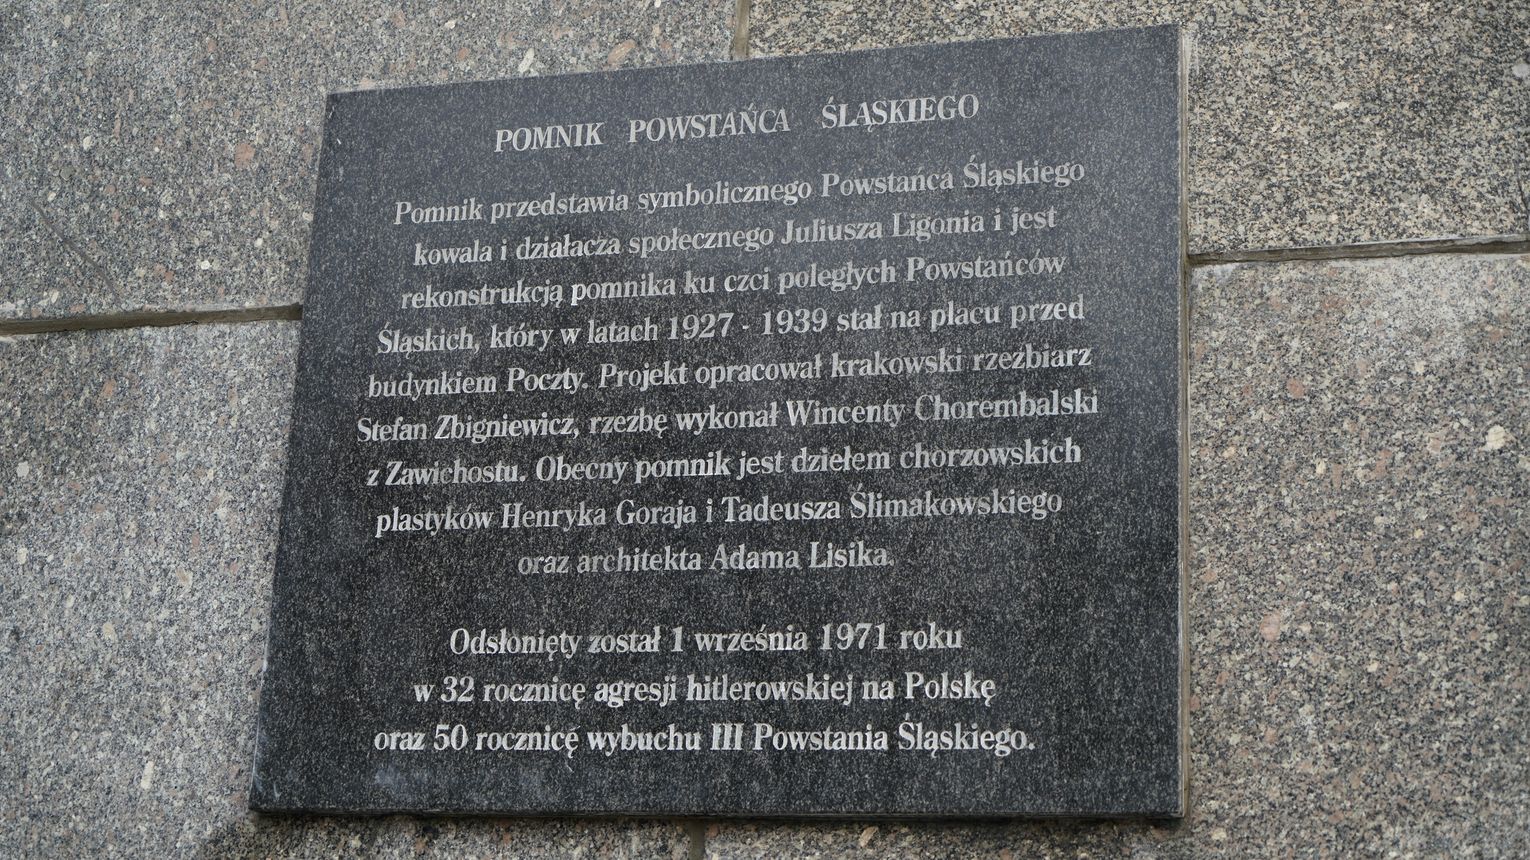 POMNIK POWSTAŃCA ŚLĄSKIEGO
Pomnik przedstawia symbolicznego Powstańca Śląskiego
kowala i działacza społecznego Juliusza Ligonia i jest
rekonstrukcją pomnika ku czci poległych Powstańców
Śląskich, który w latach 1927 - 1939 stał na placu przed
budynkiem Poczty. Projekt opracował krakowski rzeźbiarz
Stefan Zbigniewicz, rzeźbę wykonał Wincenty Chorembalski
z Zawichostu. Obecny pomnik jest dziełem chorzowskich
plastyków Henryka Goraja i Tadeusza Ślimakowskiego
oraz architekta Adama Lisika.
Odsłonięty został 1 września 1971 roku
w 32 rocznicę agresji hitlerowskiej na Polskę
oraz 50 rocznicę wybuchu III Powstania Śląskiego.